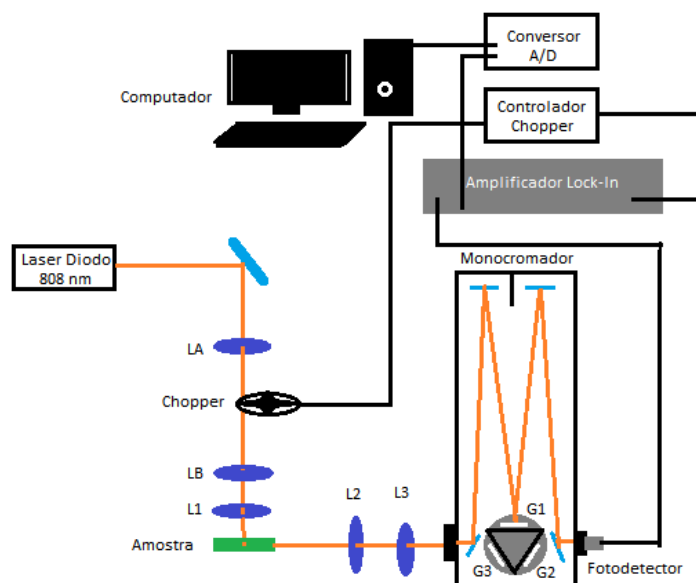 Conversor
A/D
Computador
Controlador
Chopper
Amplificador Lock-In
Laser Diodo
808 nm
Monocromador
LA
Chopper
LB
L1
L2
L3
Amostra
G1
G3
G2
Fotodetector